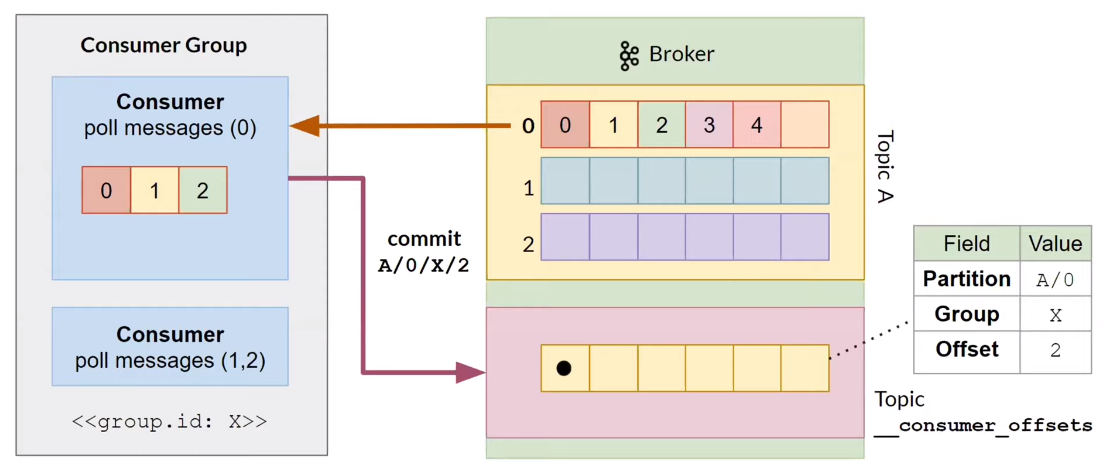 Consumer Group
Consumer
poll messages (0)
0 1 2
Consumer
poll messages (1,2)
<<group.id: X>>
commit
A/0/X/2
Broker
0 0 1 2 3 4
1
2
Topic A
Field Value
Partition A/0
Group X
Offset 2
Topic
__consumer_offsets